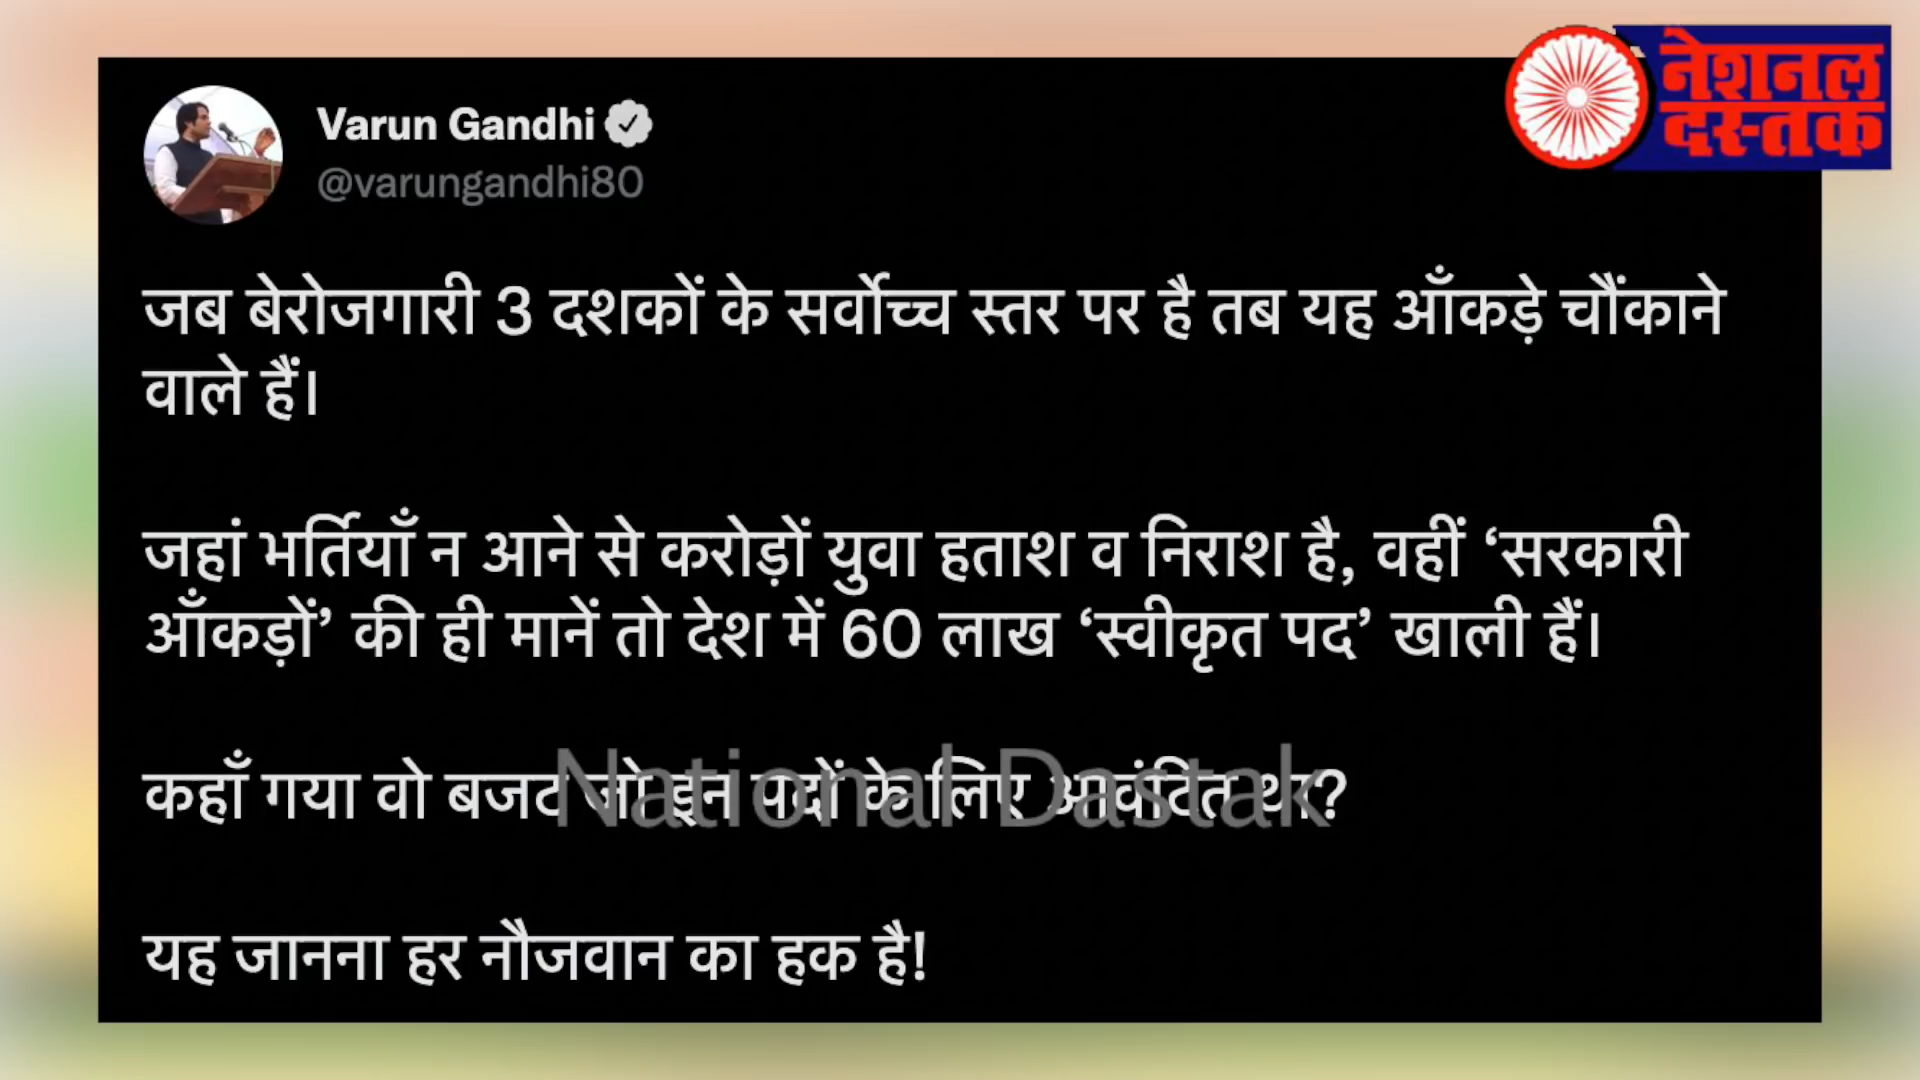 नेशनल
दस्तक
Varun Gandhi
@varungandhi80
जब बेरोजगारी 3 दशकों के सर्वोच्च स्तर पर है तब यह आँकड़े चौंकाने
वाले हैं।
जहां भर्तियाँ न आने से करोड़ों युवा हताश व निराश है, वहीं ‘सरकारी
आँकड़ों’ की ही मानें तो देश में 60 लाख ‘स्वीकृत पद’ खाली हैं।
कहाँ गया वो बजट जो इन पदों के लिए आवंटित था?
National Dastak
यह जानना हर नौजवान का हक है!